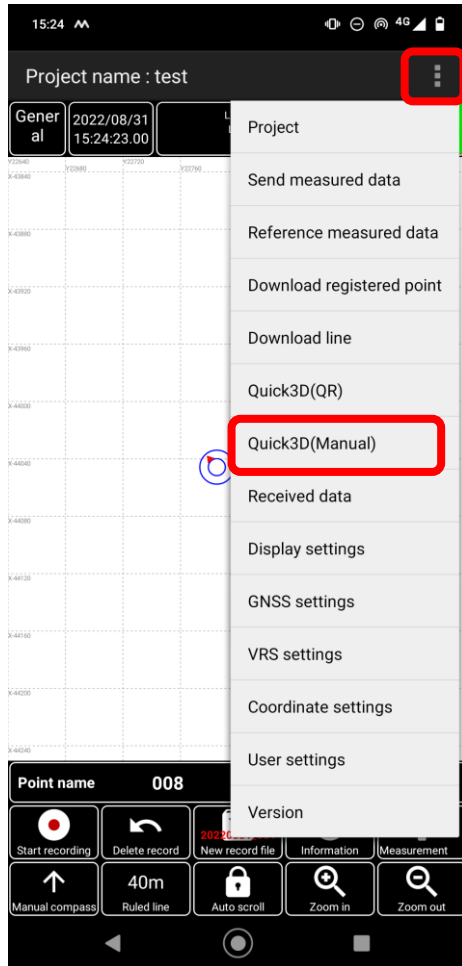 15:24
4G
Project name : test
Gener
al
2022/08/31
15:24:23.00
Y22640
Y22680
Y22720
Y22760
X-43840
X-43880
X-43920
X-43960
X-44000
X-44040
X-44080
X-44120
X-44160
X-44200
X-44240
Project
Send measured data
Reference measured data
Download registered point
Download line
Quick3D(QR)
Quick3D(Manual)
Received data
Display settings
GNSS settings
VRS settings
Coordinate settings
User settings
Version
Point name 008
Start recording Delete record New record file Information Measurement
40m
Manual compass Ruled line Auto scroll Zoom in Zoom out